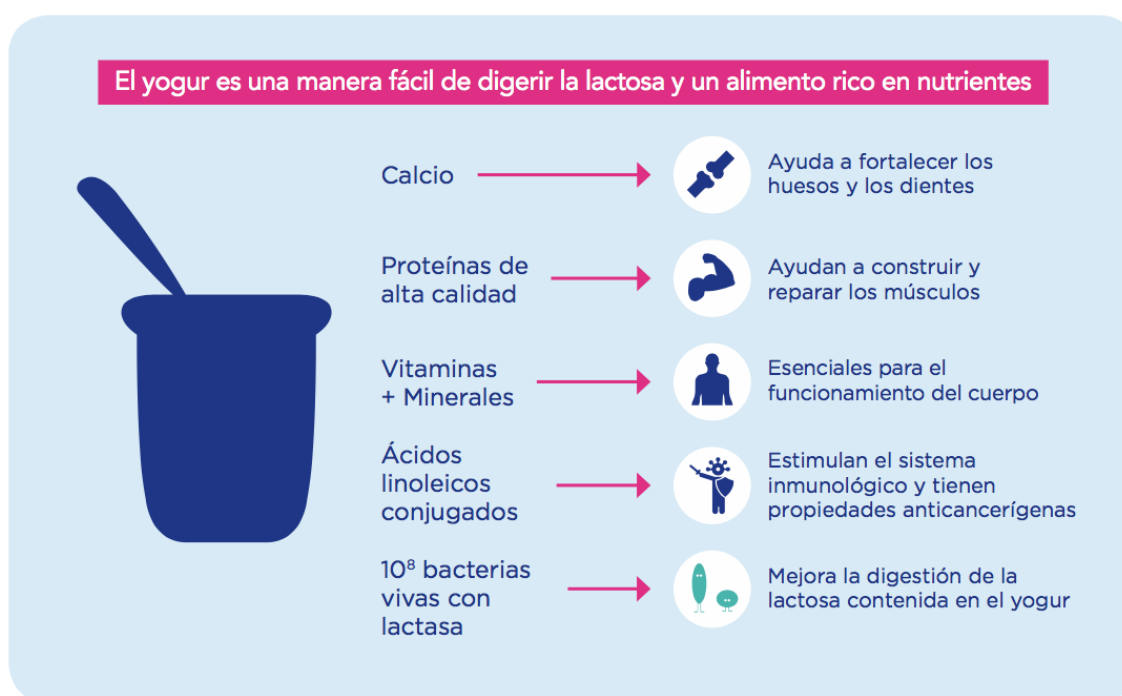 El yogur es una manera fácil de digerir la lactosa y un alimento rico en nutrientes
Calcio
Ayuda a fortalecer los
huesos y los dientes
Proteínas de
alta calidad
Ayudan a construir y
reparar los músculos
Vitaminas
+ Minerales
Esenciales para el
funcionamiento del cuerpo
Ácidos
linoleicos
conjugados
Estimulan el sistema
inmunológico y tienen
propiedades anticancerígenas
10⁸ bacterias
vivas con
lactasa
Mejora la digestión de la
lactosa contenida en el yogur